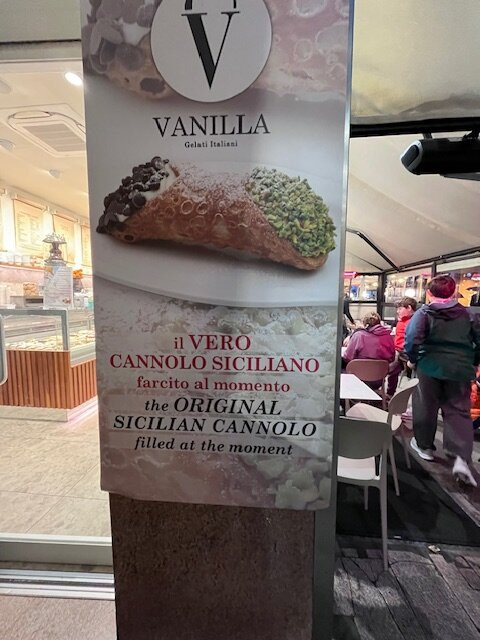 V
VANILLA
Gelati Italiani
il VERO
CANNOLO SICILIANO
farcito al momento
the ORIGINAL
SICILIAN CANNOLO
filled at the moment